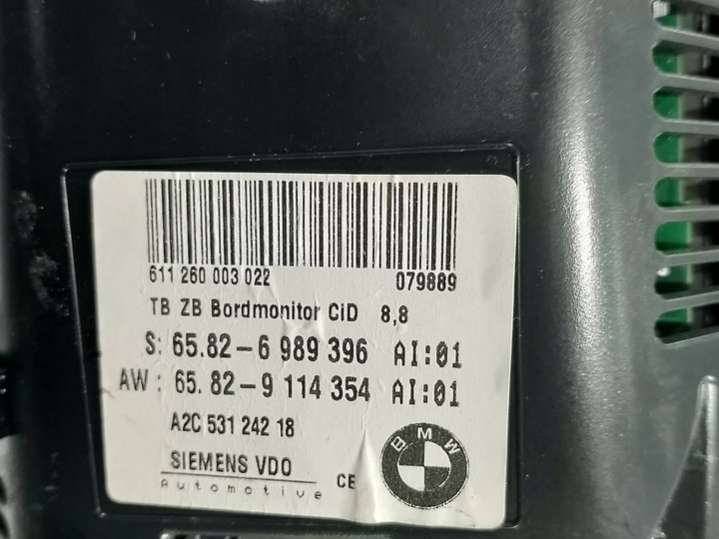 611 260 003 022 079889
TB ZB Bordmonitor CiD 8,8
S: 65.82-6 989 396 AI:01
AW: 65.82-9 114 354 AI:01
A2C 531 242 18
SIEMENS VDO
Automotive CE
BMW